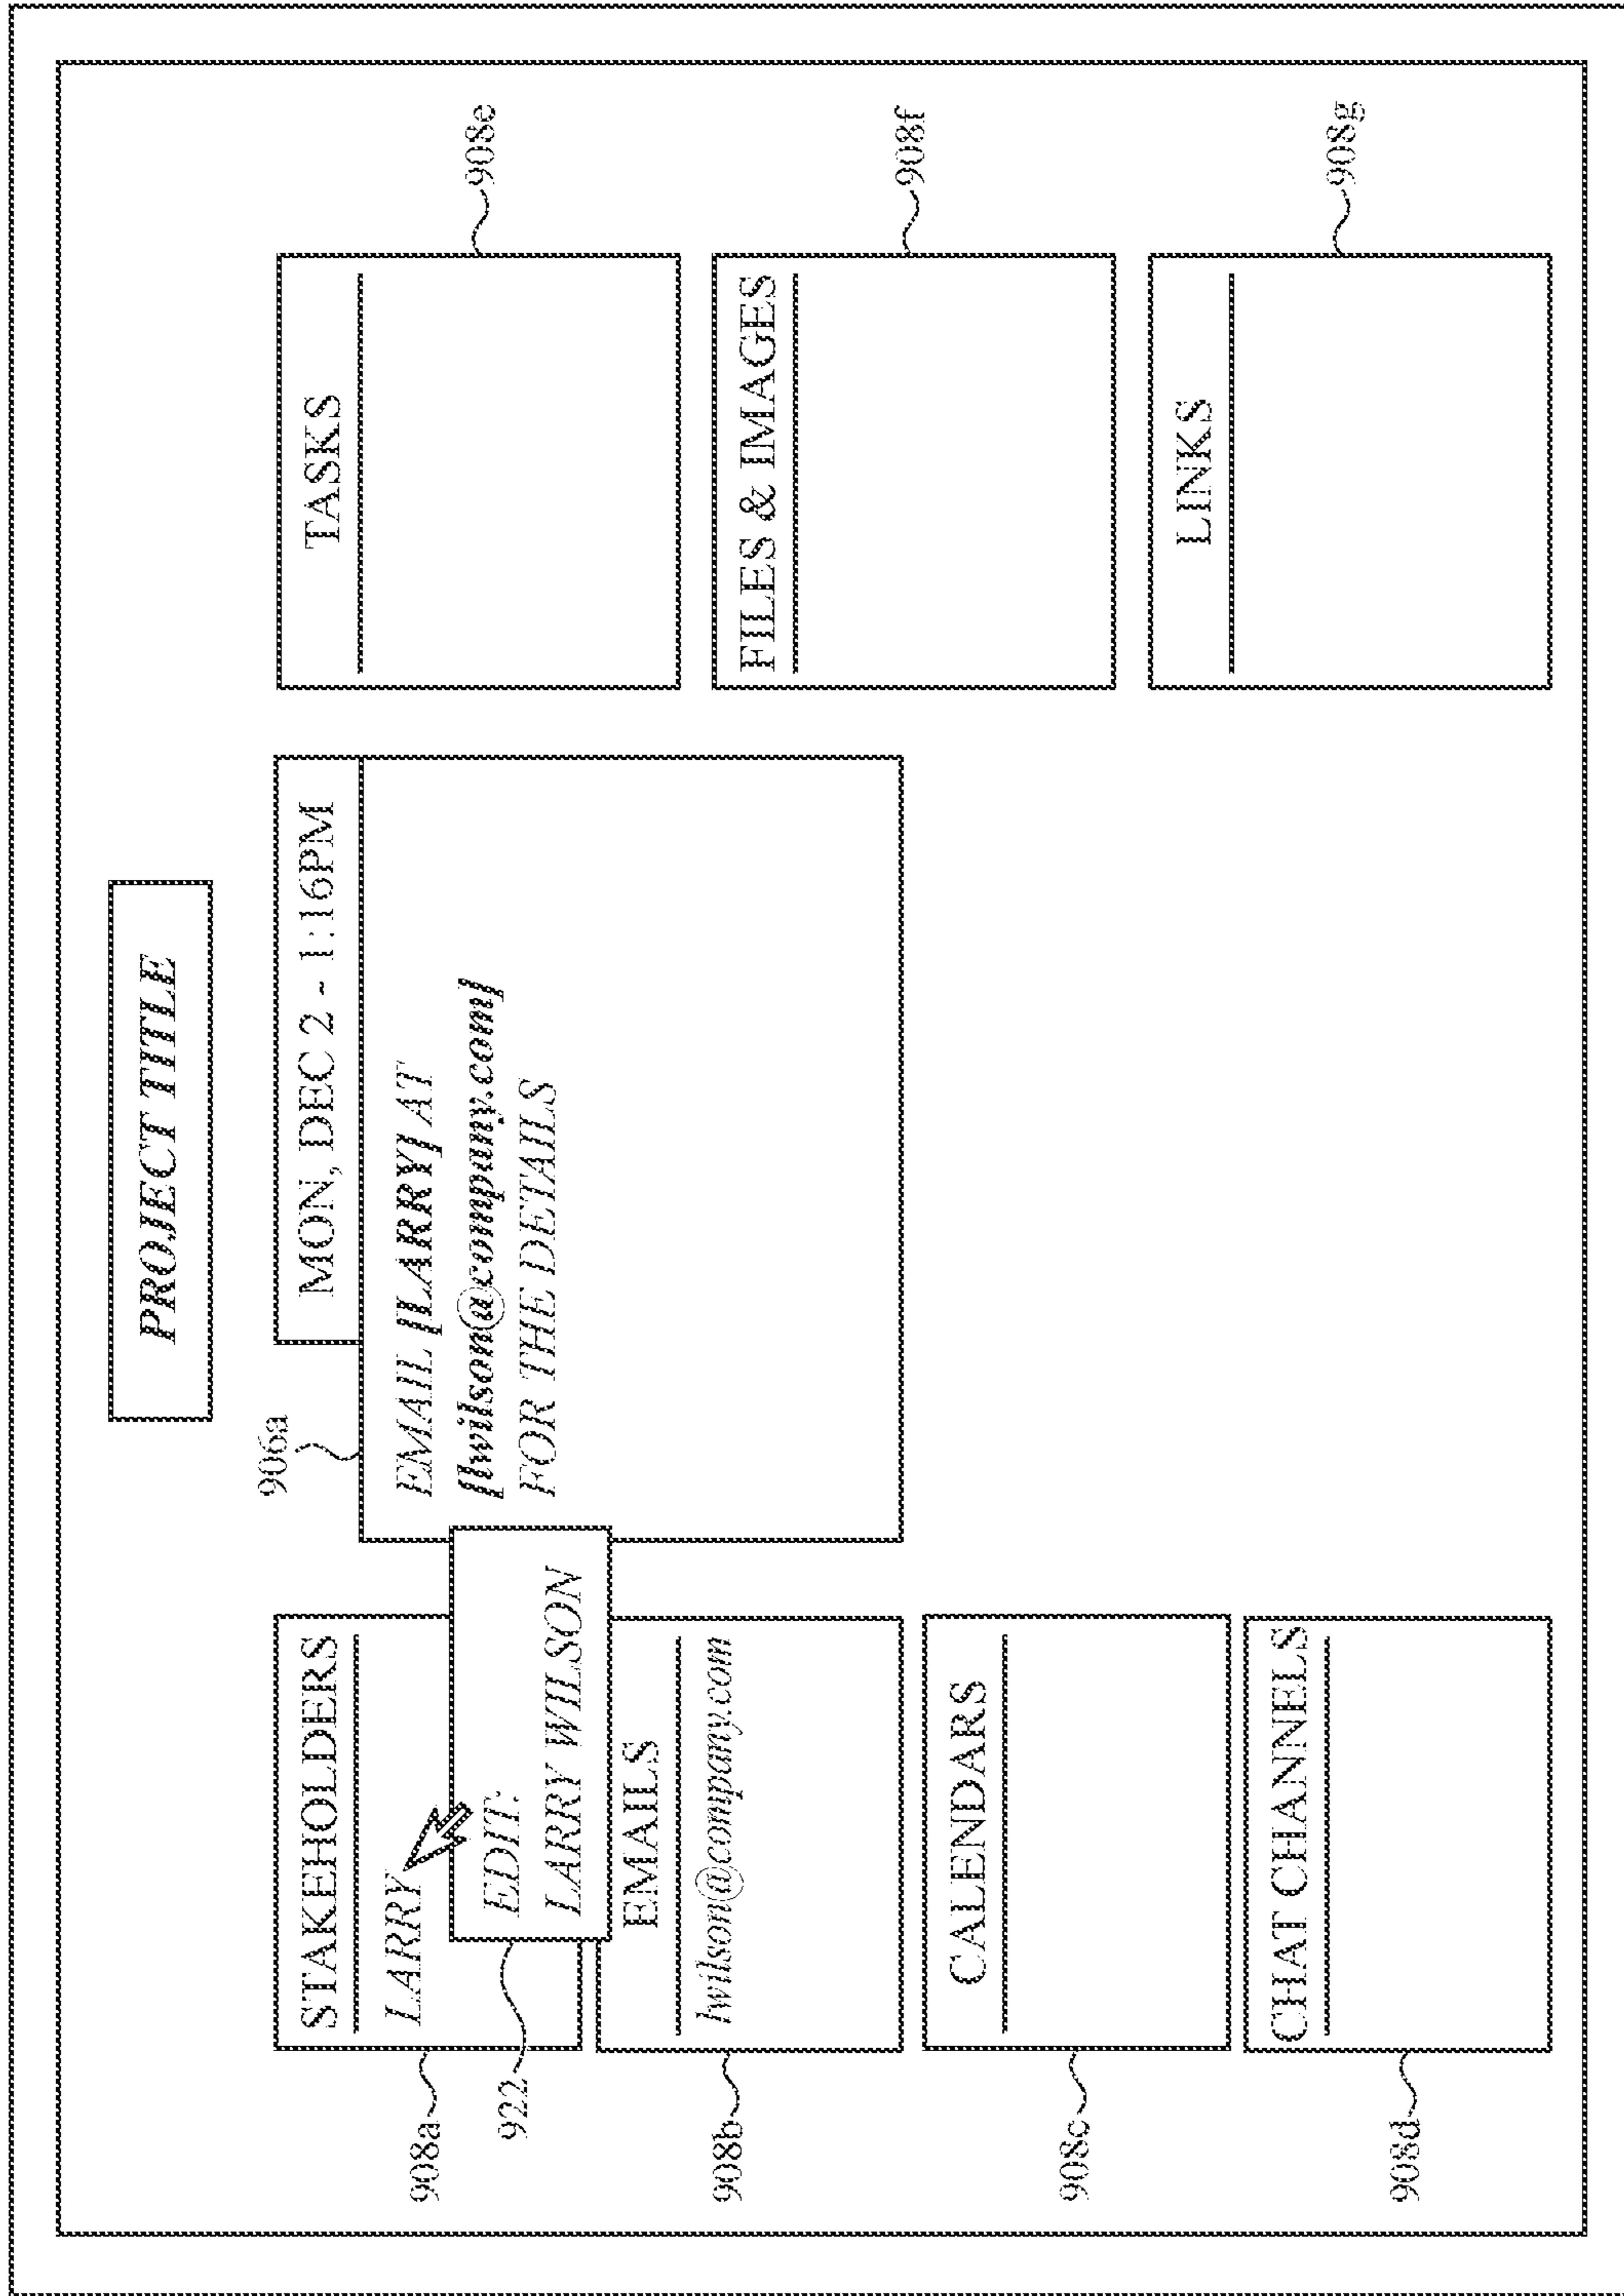 PROJECT TITLE
906a
MON, DEC 2 ~ 1:16PM
EMAIL [LARRY] AT
[lwilson@company.com]
FOR THE DETAILS
908a
STAKEHOLDERS
LARRY
922
EDIT:
LARRY WILSON
908b
EMAILS
lwilson@company.com
908c
CALENDARS
908d
CHAT CHANNELS
TASKS
908e
FILES & IMAGES
908f
LINKS
908g